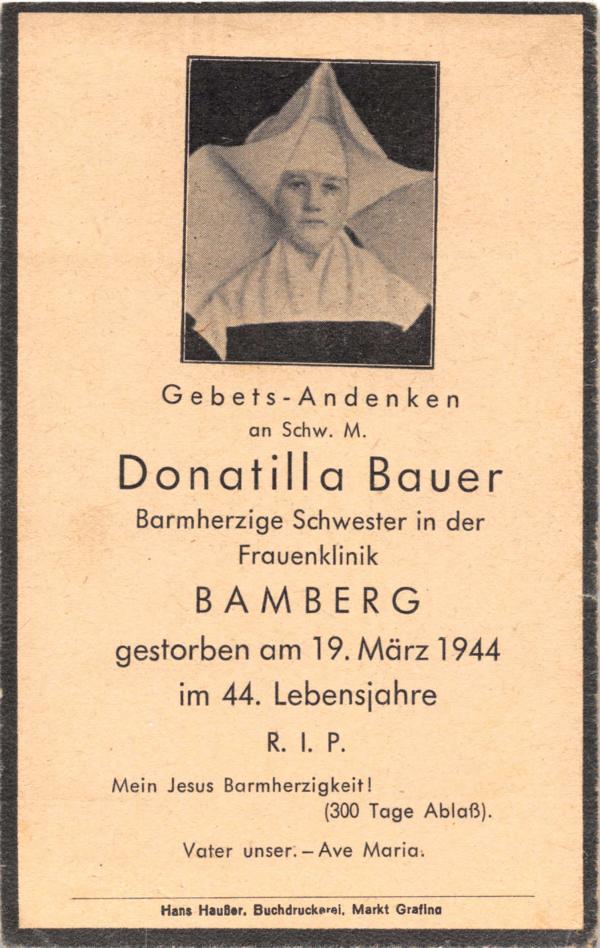 Gebets-Andenken
an Schw. M.
Donatilla Bauer
Barmherzige Schwester in der
Frauenklinik
BAMBERG
gestorben am 19. März 1944
im 44. Lebensjahre
R. I. P.
Mein Jesus Barmherzigkeit!
(300 Tage Ablaß).
Vater unser. – Ave Maria.
Hans Haußer, Buchdruckerei, Markt Grafing